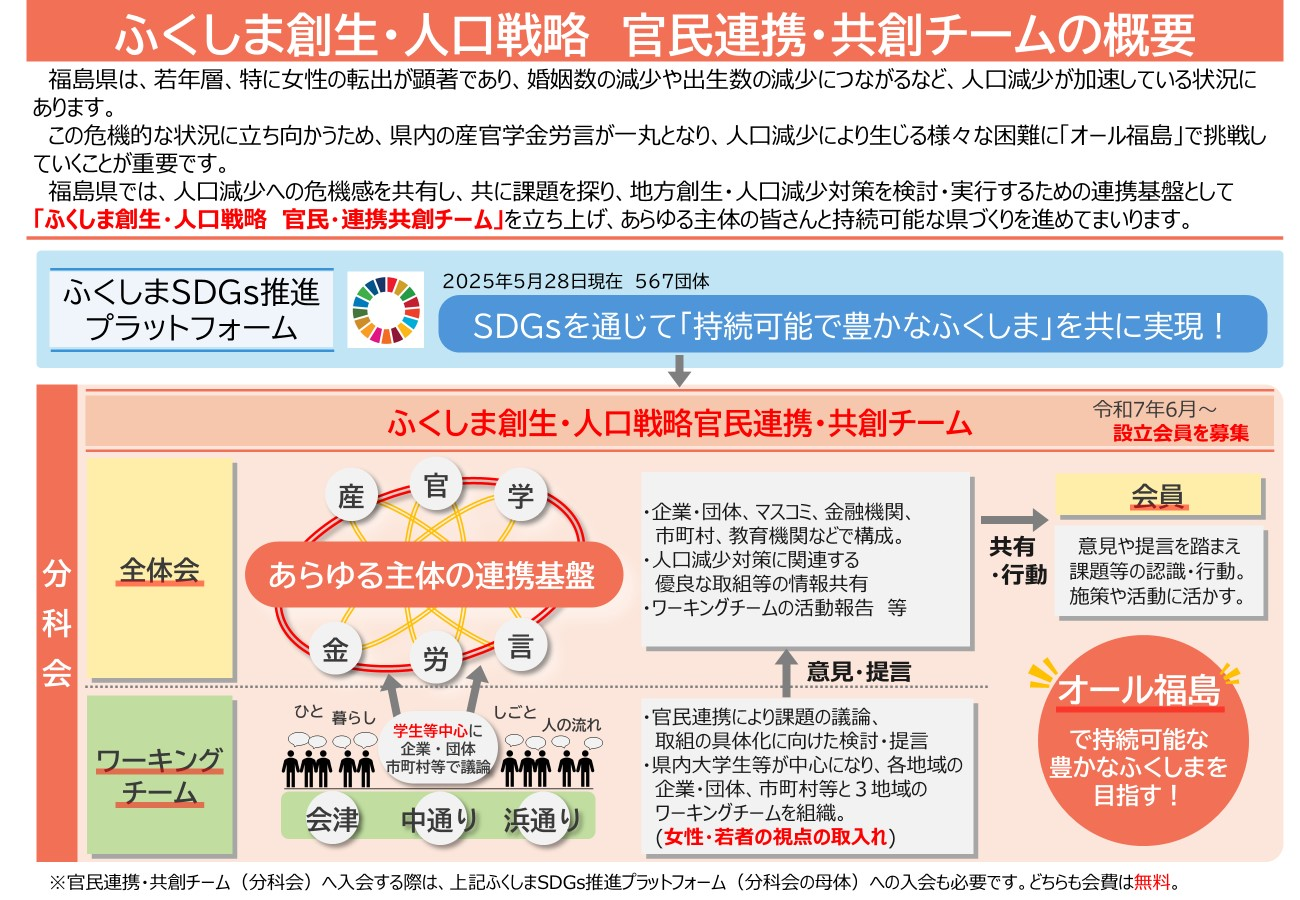 ふくしま創生・人口戦略　官民連携・共創チームの概要
　福島県は、若年層、特に女性の転出が顕著であり、婚姻数の減少や出生数の減少につながるなど、人口減少が加速している状況に
あります。
　この危機的な状況に立ち向かうため、県内の産官学金労言が一丸となり、人口減少により生じる様々な困難に「オール福島」で挑戦し
ていくことが重要です。
　福島県では、人口減少への危機感を共有し、共に課題を探り、地方創生・人口減少対策を検討・実行するための連携基盤として
「ふくしま創生・人口戦略　官民・連携共創チーム」を立ち上げ、あらゆる主体の皆さんと持続可能な県づくりを進めてまいります。
ふくしまSDGs推進
プラットフォーム
2025年5月28日現在　567団体
SDGsを通じて「持続可能で豊かなふくしま」を共に実現！
分科会
ふくしま創生・人口戦略官民連携・共創チーム
令和7年6月～
設立会員を募集
全体会
産
官
学
あらゆる主体の連携基盤
金
労
言
・企業・団体、マスコミ、金融機関、
市町村、教育機関などで構成。
・人口減少対策に関連する
優良な取組等の情報共有
・ワーキングチームの活動報告　等
共有
・行動
会員
意見や提言を踏まえ
課題等の認識・行動。
施策や活動に活かす。
意見・提言
ワーキング
チーム
ひと
暮らし
学生等中心に
企業・団体
市町村等で議論
しごと
人の流れ
会津
中通り
浜通り
・官民連携により課題の議論、
取組の具体化に向けた検討・提言
・県内大学生等が中心になり、各地域の
企業・団体、市町村等と３地域の
ワーキングチームを組織。
(女性・若者の視点の取入れ)
オール福島
で持続可能な
豊かなふくしまを
目指す！
※官民連携・共創チーム（分科会）へ入会する際は、上記ふくしまSDGs推進プラットフォーム（分科会の母体）への入会も必要です。どちらも会費は無料。